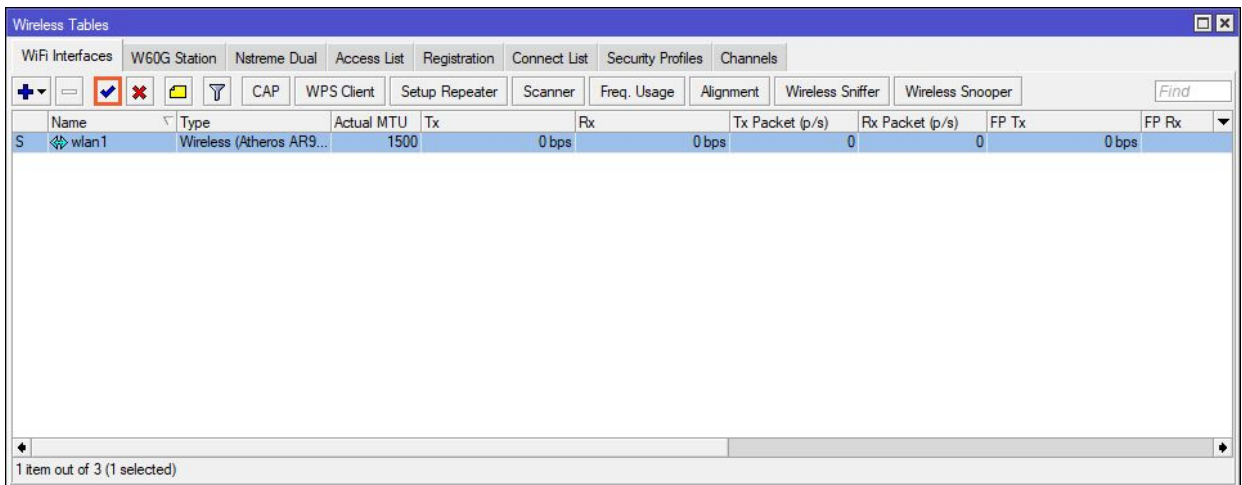 Wireless Tables
WiFi Interfaces W60G Station Nstreme Dual Access List Registration Connect List Security Profiles Channels
CAP WPS Client Setup Repeater Scanner Freq. Usage Alignment Wireless Sniffer Wireless Snooper Find
Name Type Actual MTU Tx Rx Tx Packet (p/s) Rx Packet (p/s) FP Tx FP Rx
S wlan1 Wireless (Atheros AR9... 1500 0 bps 0 bps 0 0 0 bps
1 item out of 3 (1 selected)